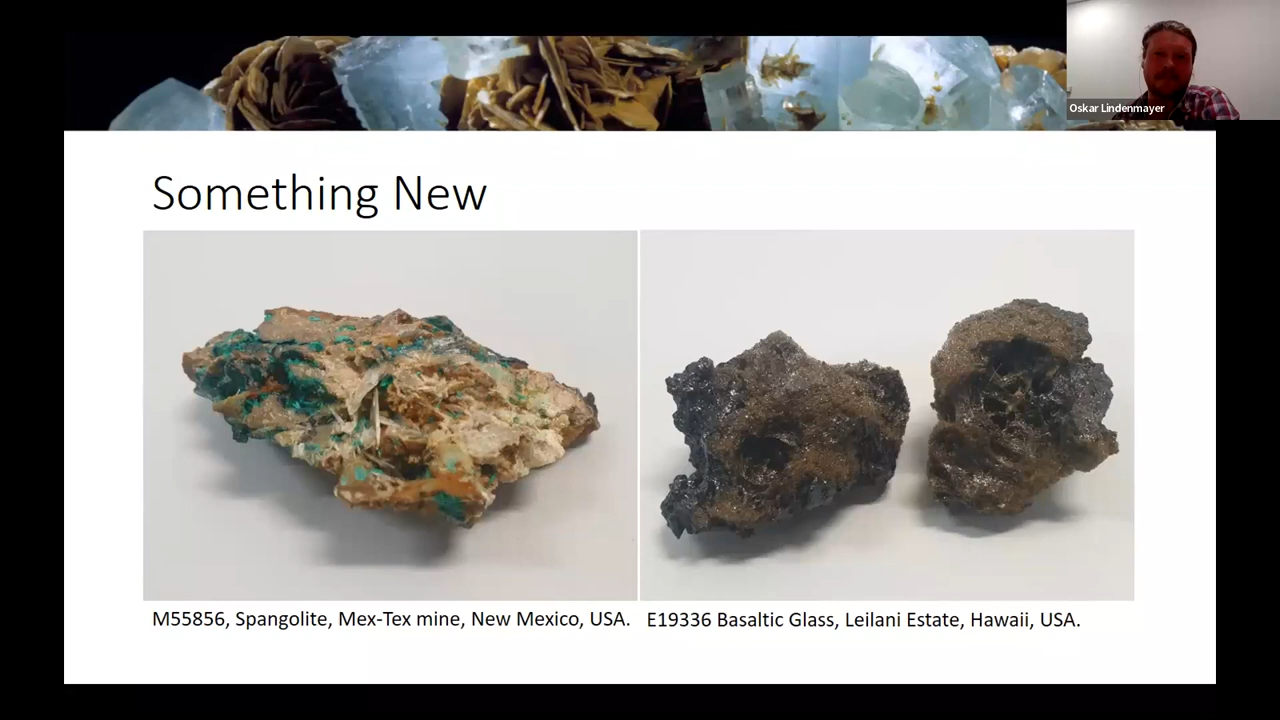 Oskar Lindenmayer
Something New
M55856, Spangolite, Mex-Tex mine, New Mexico, USA.
E19336 Basaltic Glass, Leilani Estate, Hawaii, USA.